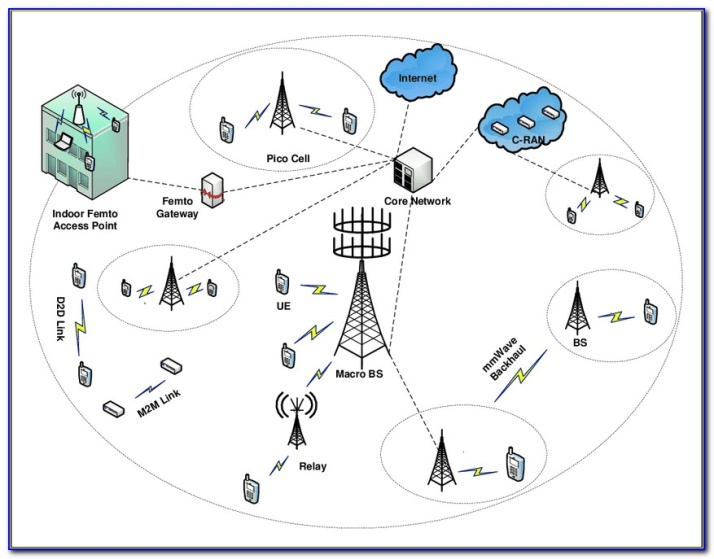 Internet
C-RAN
Pico Cell
Core Network
Femto
Gateway
Indoor Femto
Access Point
UE
D2D Link
BS
mmWave
Backhaul
Macro BS
M2M Link
Relay